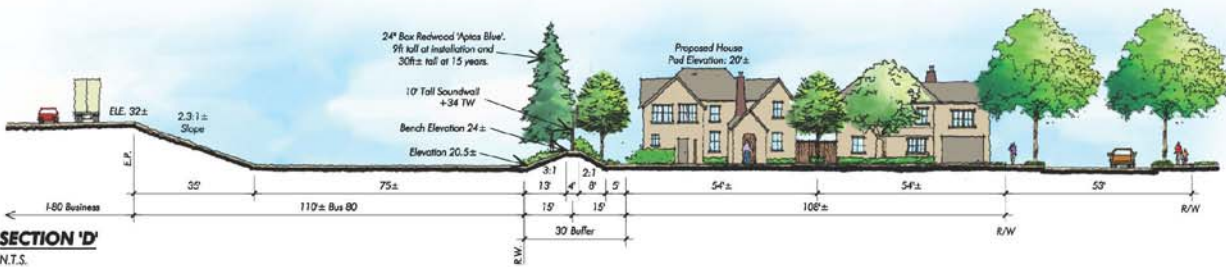 24" Box Redwood 'Aptos Blue'.
9ft tall at installation and
30ft± tall at 15 years.
Proposed House
Pad Elevation: 20'±
10' Tall Soundwall
+34 TW
ELE. 32±
2.3:1±
Slope
Bench Elevation 24±
Elevation 20.5±
E.P.
3:1
2:1
35'
75±
13'
4'
8'
5'
54'±
54'±
53'
I-80 Business
110'± Bus 80
15'
15'
108'±
R/W
R/W
30' Buffer
R.W.
SECTION 'D'
N.T.S.